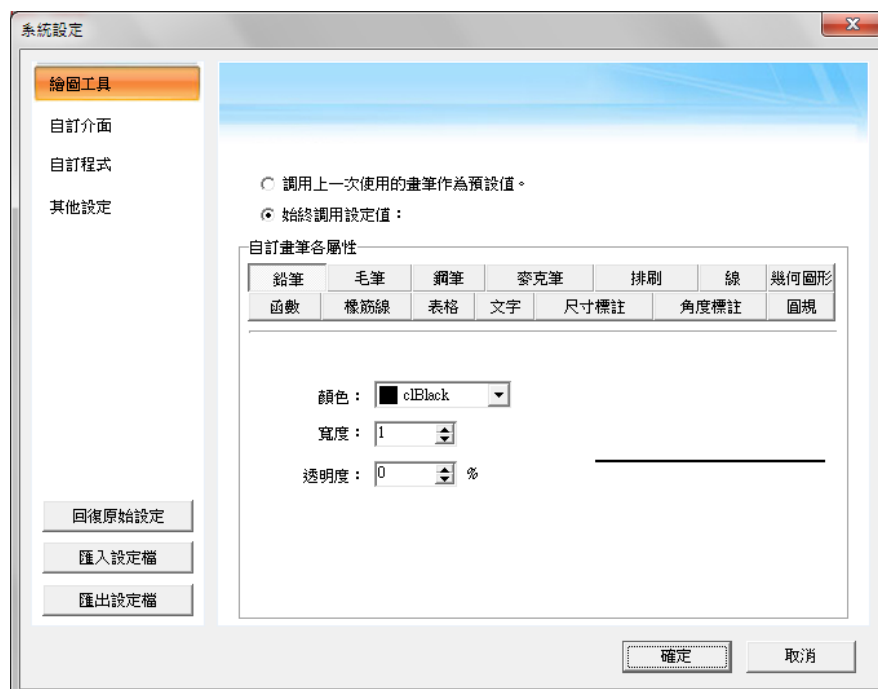 系統設定
繪圖工具
自訂介面
自訂程式
其他設定
調用上一次使用的畫筆作為預設值。
始終調用設定值：
自訂畫筆各屬性
鉛筆 毛筆 鋼筆 麥克筆 排刷 線 幾何圖形
函數 橡筋線 表格 文字 尺寸標註 角度標註 圓規
顏色： clBlack
寬度： 1
透明度： 0 %
回復原始設定
匯入設定檔
匯出設定檔
確定 取消